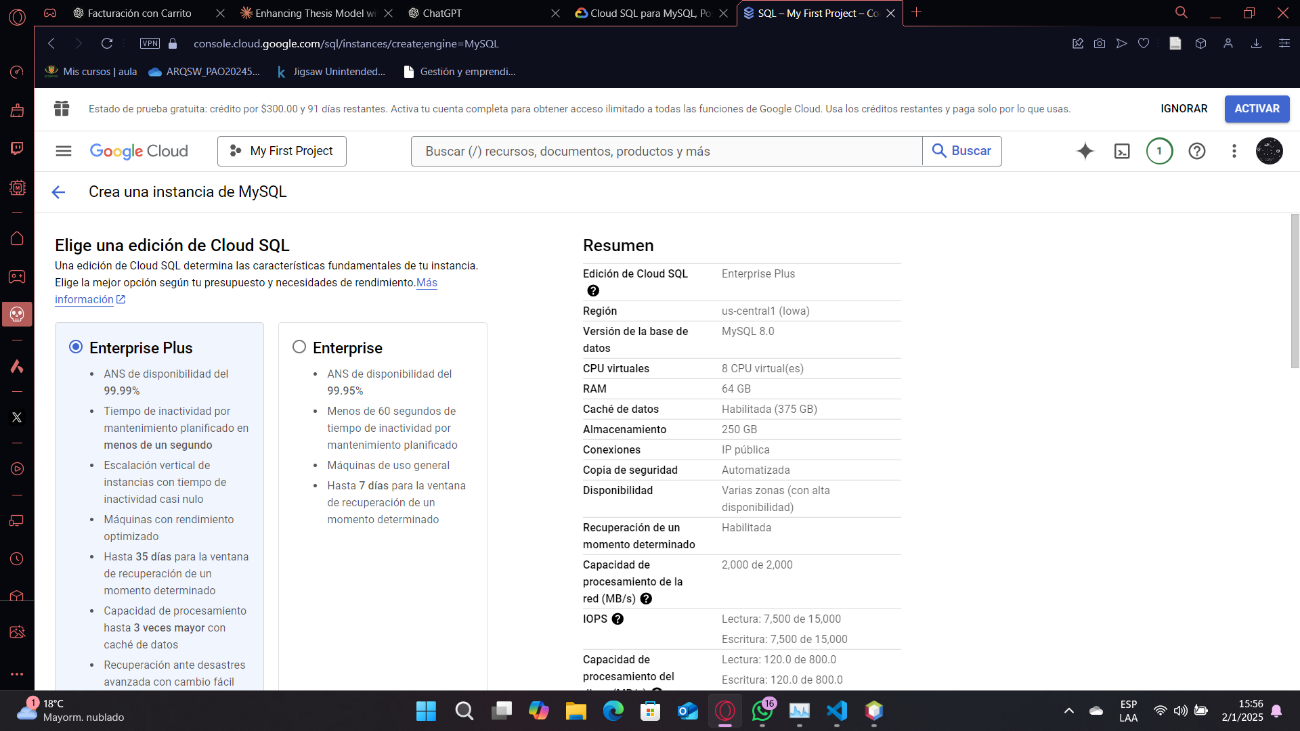 Facturación con Carrito
Enhancing Thesis Model wi
ChatGPT
Cloud SQL para MySQL, Po
SQL – My First Project – Co
VPN
console.cloud.google.com/sql/instances/create;engine=MySQL
Mis cursos | aula
ARQSW_PAO20245...
Jigsaw Unintended...
Gestión y emprendi...
Estado de prueba gratuita: crédito por $300.00 y 91 días restantes. Activa tu cuenta completa para obtener acceso ilimitado a todas las funciones de Google Cloud. Usa los créditos restantes y paga solo por lo que usas.
IGNORAR
ACTIVAR
Google Cloud
My First Project
Buscar (/) recursos, documentos, productos y más
Buscar
1
Crea una instancia de MySQL
Elige una edición de Cloud SQL
Una edición de Cloud SQL determina las características fundamentales de tu instancia.
Elige la mejor opción según tu presupuesto y necesidades de rendimiento.Más
información
Enterprise Plus
ANS de disponibilidad del
99.99%
Tiempo de inactividad por
mantenimiento planificado en
menos de un segundo
Escalación vertical de
instancias con tiempo de
inactividad casi nulo
Máquinas con rendimiento
optimizado
Hasta 35 días para la ventana
de recuperación de un
momento determinado
Capacidad de procesamiento
hasta 3 veces mayor con
caché de datos
Recuperación ante desastres
avanzada con cambio fácil
Enterprise
ANS de disponibilidad del
99.95%
Menos de 60 segundos de
tiempo de inactividad por
mantenimiento planificado
Máquinas de uso general
Hasta 7 días para la ventana
de recuperación de un
momento determinado
Resumen
Edición de Cloud SQL
Enterprise Plus
Región
us-central1 (Iowa)
Versión de la base de
datos
MySQL 8.0
CPU virtuales
8 CPU virtual(es)
RAM
64 GB
Caché de datos
Habilitada (375 GB)
Almacenamiento
250 GB
Conexiones
IP pública
Copia de seguridad
Automatizada
Disponibilidad
Varias zonas (con alta
disponibilidad)
Recuperación de un
momento determinado
Habilitada
Capacidad de
procesamiento de la
red (MB/s)
2,000 de 2,000
IOPS
Lectura: 7,500 de 15,000
Escritura: 7,500 de 15,000
Capacidad de
procesamiento del
Lectura: 120.0 de 800.0
Escritura: 120.0 de 800.0
1
18°C
Mayorm. nublado
16
ESP
LAA
15:56
2/1/2025